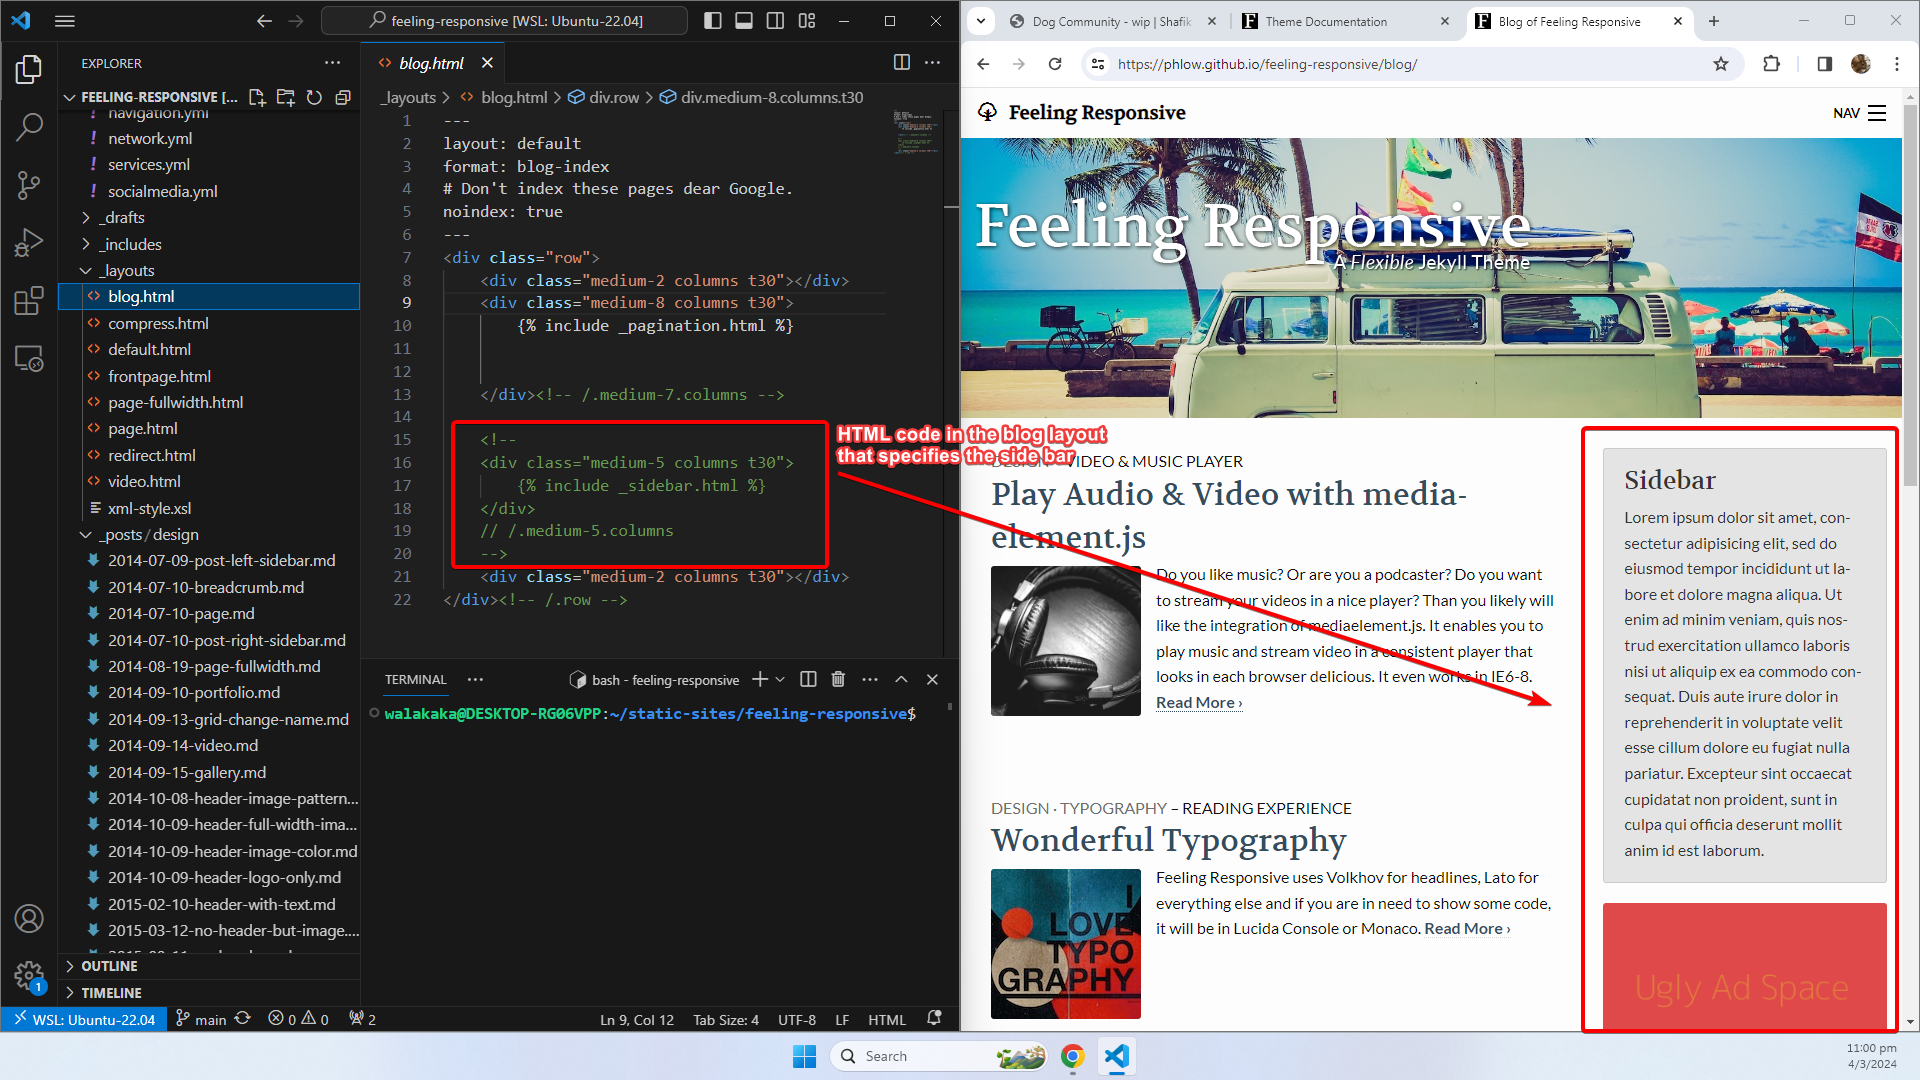 feeling-responsive [WSL: Ubuntu-22.04]
EXPLORER
FEELING-RESPONSIVE [...
navigation.yml
network.yml
services.yml
socialmedia.yml
_drafts
_includes
_layouts
blog.html
compress.html
default.html
frontpage.html
page-fullwidth.html
page.html
redirect.html
video.html
xml-style.xsl
_posts/design
2014-07-09-post-left-sidebar.md
2014-07-10-breadcrumb.md
2014-07-10-page.md
2014-07-10-post-right-sidebar.md
2014-08-19-page-fullwidth.md
2014-09-10-portfolio.md
2014-09-13-grid-change-name.md
2014-09-14-video.md
2014-09-15-gallery.md
2014-10-08-header-image-pattern...
2014-10-09-header-full-width-ima...
2014-10-09-header-image-color.md
2014-10-09-header-logo-only.md
2015-02-10-header-with-text.md
2015-03-12-no-header-but-image....
OUTLINE
TIMELINE
1
WSL: Ubuntu-22.04
main
0
0
2
Ln 9, Col 12
Tab Size: 4
UTF-8
LF
HTML
blog.html
_layouts > blog.html > div.row > div.medium-8.columns.t30
1 ---
2 layout: default
3 format: blog-index
4 # Don't index these pages dear Google.
5 noindex: true
6 ---
7 <div class="row">
8 <div class="medium-2 columns t30"></div>
9 <div class="medium-8 columns t30">
10 {% include _pagination.html %}
11
12
13 </div><!-- /.medium-7.columns -->
14
15 <!--
16 <div class="medium-5 columns t30">
17 {% include _sidebar.html %}
18 </div>
19 // /.medium-5.columns
20 -->
21 <div class="medium-2 columns t30"></div>
22 </div><!-- /.row -->
HTML code in the blog layout
that specifies the side bar
TERMINAL
bash - feeling-responsive
walakaka@DESKTOP-RG06VPP:~/static-sites/feeling-responsive$
Dog Community - wip | Shafik
Theme Documentation
Blog of Feeling Responsive
https://phlow.github.io/feeling-responsive/blog/
Feeling Responsive
NAV
Feeling Responsive
A Flexible Jekyll Theme
DESIGN – VIDEO & MUSIC PLAYER
Play Audio & Video with media-
element.js
Do you like music? Or are you a podcaster? Do you want
to stream your videos in a nice player? Than you likely will
like the integration of mediaelement.js. It enables you to
play music and stream video in a consistent player that
looks in each browser delicious. It even works in IE6-8.
Read More ›
DESIGN · TYPOGRAPHY – READING EXPERIENCE
Wonderful Typography
I
LOVE
TYPO
GRAPHY
Feeling Responsive uses Volkhov for headlines, Lato for
everything else and if you are in need to show some code,
it will be in Lucida Console or Monaco. Read More ›
Sidebar
Lorem ipsum dolor sit amet, con-
sectetur adipisicing elit, sed do
eiusmod tempor incididunt ut la-
bore et dolore magna aliqua. Ut
enim ad minim veniam, quis nos-
trud exercitation ullamco laboris
nisi ut aliquip ex ea commodo con-
sequat. Duis aute irure dolor in
reprehenderit in voluptate velit
esse cillum dolore eu fugiat nulla
pariatur. Excepteur sint occaecat
cupidatat non proident, sunt in
culpa qui officia deserunt mollit
anim id est laborum.
Ugly Ad Space
Search
11:00 pm
4/3/2024